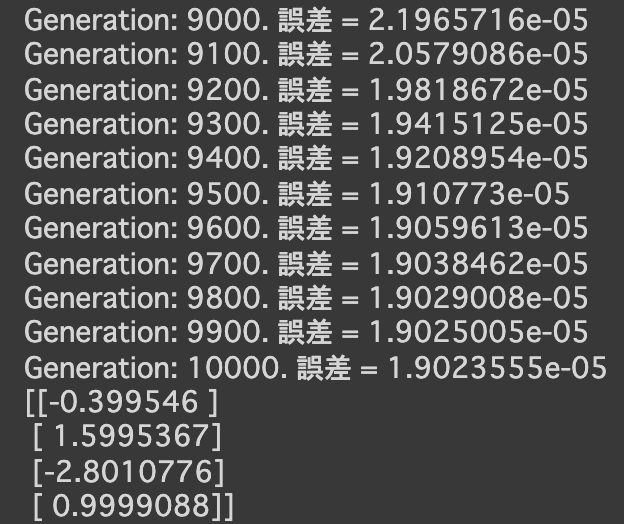 Generation: 9000. 誤差 = 2.1965716e-05
Generation: 9100. 誤差 = 2.0579086e-05
Generation: 9200. 誤差 = 1.9818672e-05
Generation: 9300. 誤差 = 1.9415125e-05
Generation: 9400. 誤差 = 1.9208954e-05
Generation: 9500. 誤差 = 1.910773e-05
Generation: 9600. 誤差 = 1.9059613e-05
Generation: 9700. 誤差 = 1.9038462e-05
Generation: 9800. 誤差 = 1.9029008e-05
Generation: 9900. 誤差 = 1.9025005e-05
Generation: 10000. 誤差 = 1.9023555e-05
[[-0.399546 ]
 [ 1.5995367]
 [-2.8010776]
 [ 0.9999088]]